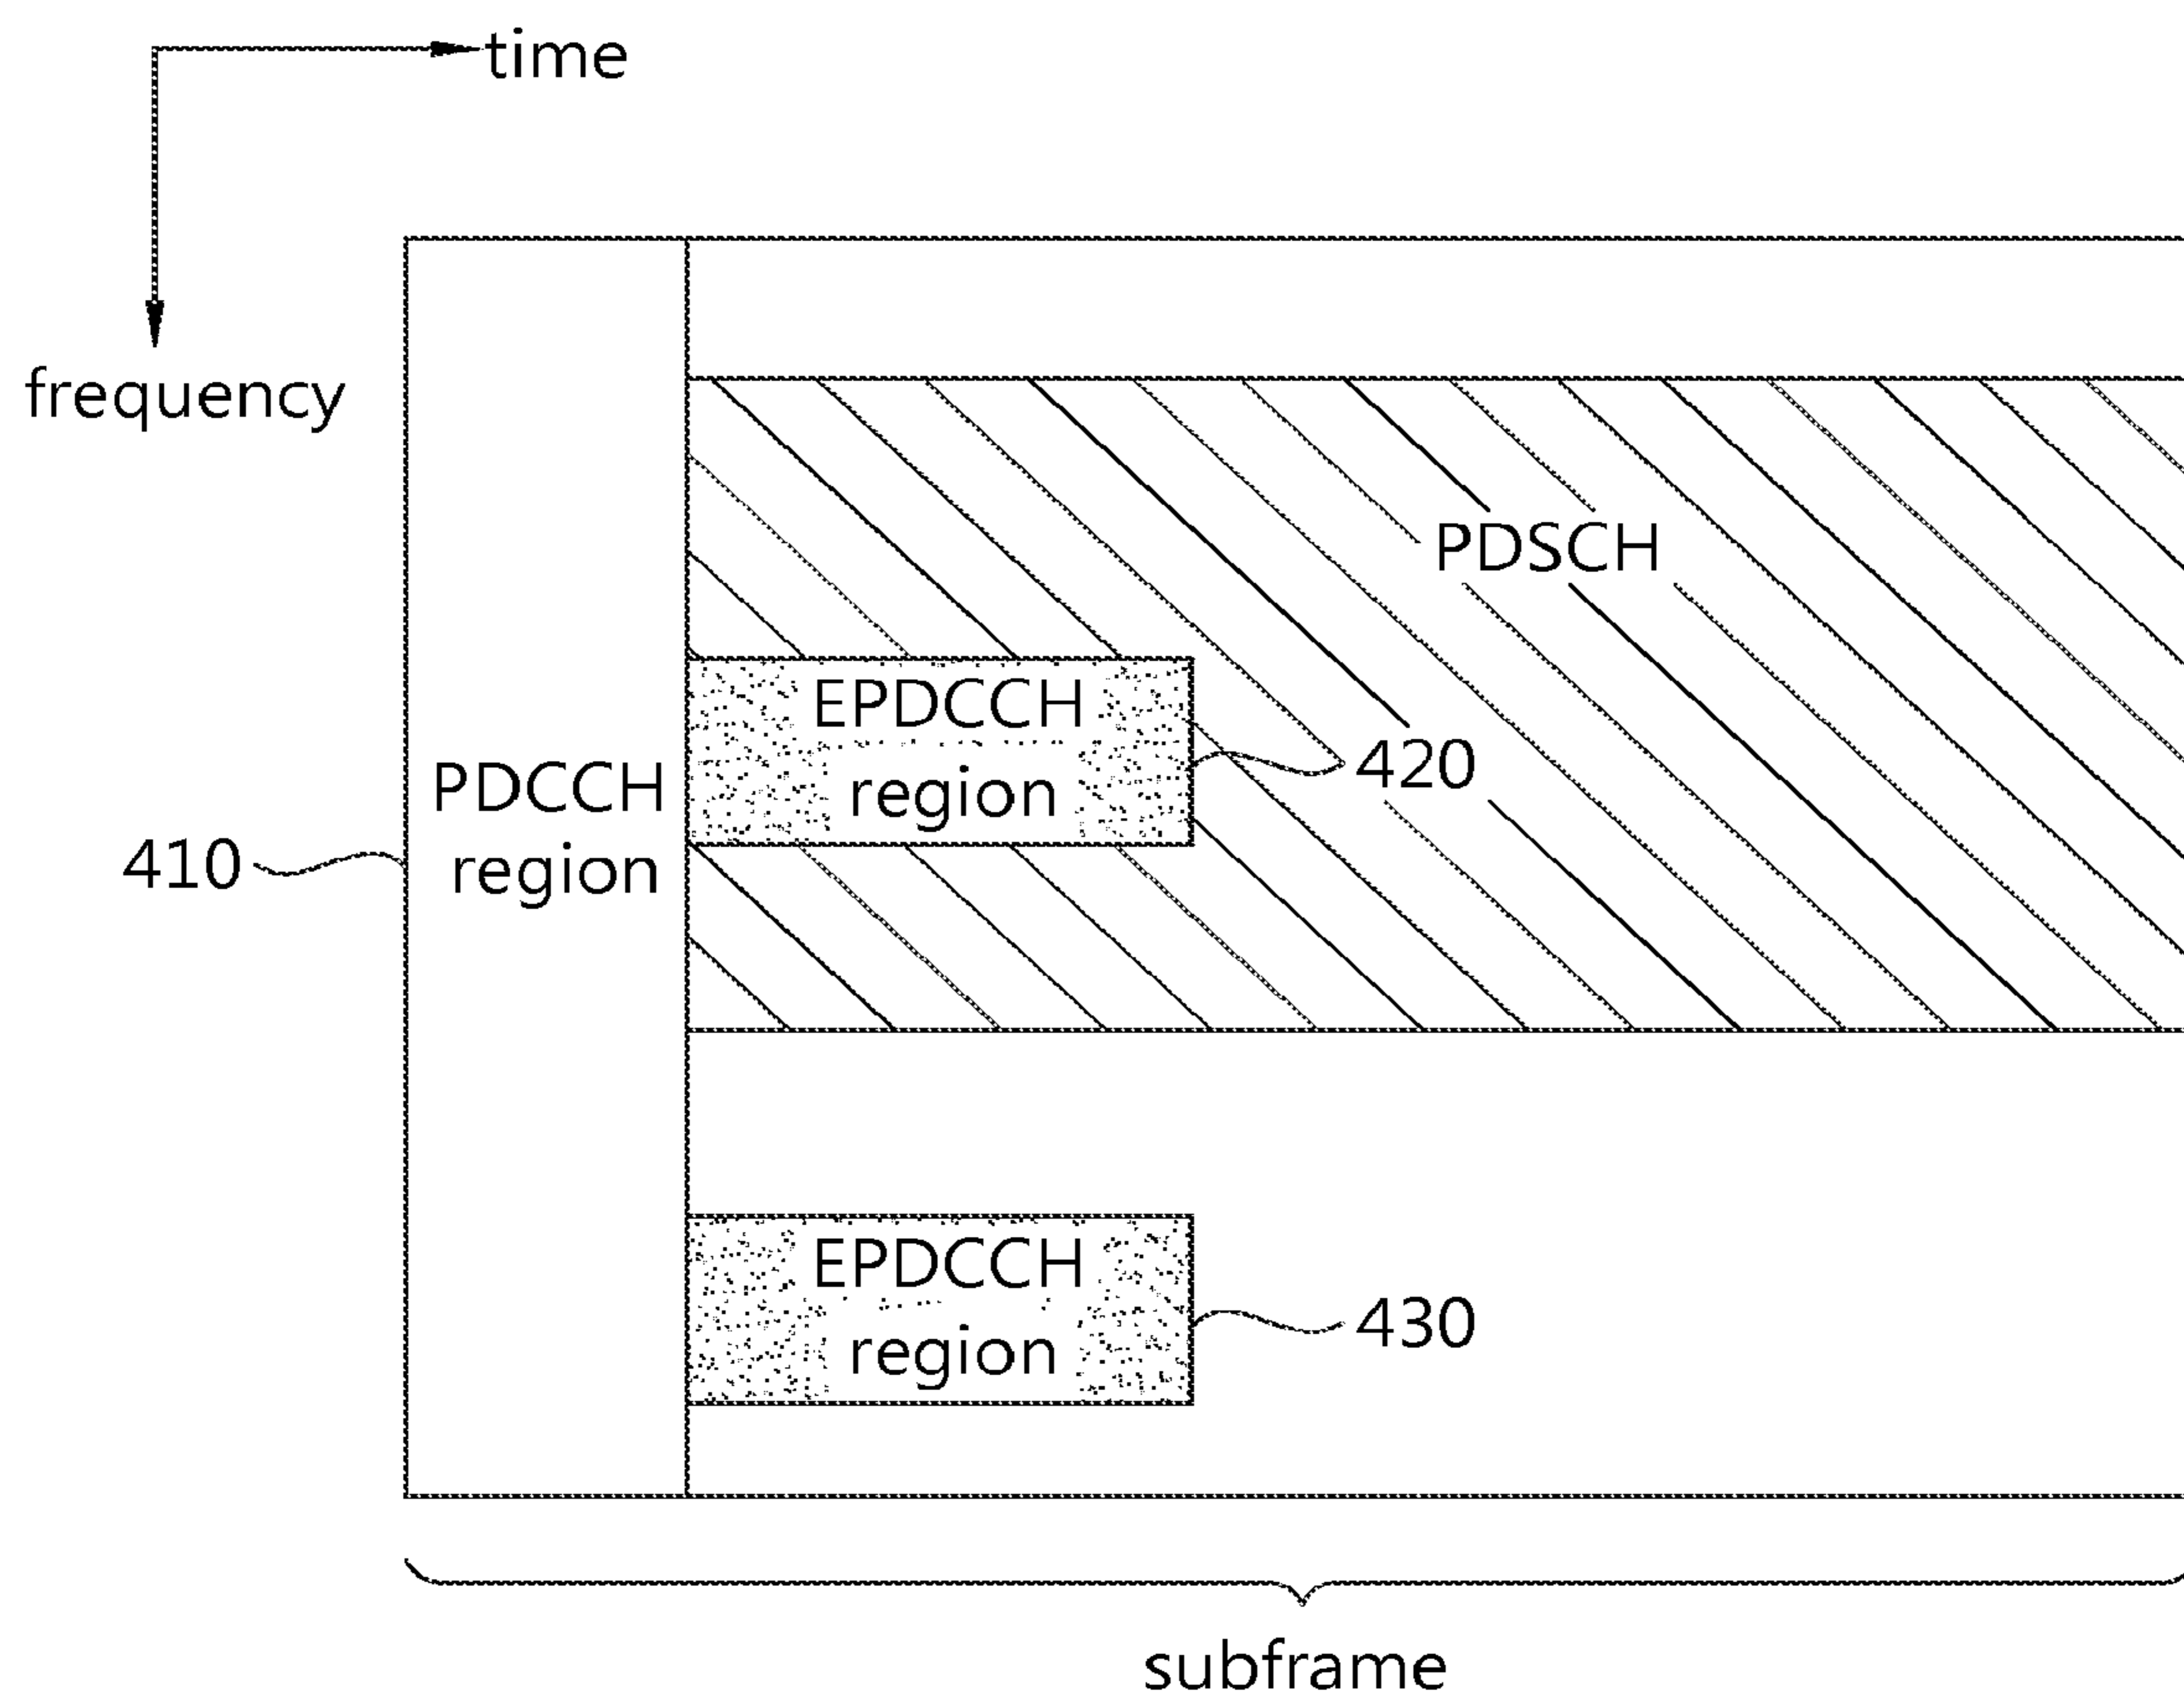 time
frequency
PDSCH
EPDCCH
region
420
PDCCH
region
410
EPDCCH
region
430
subframe